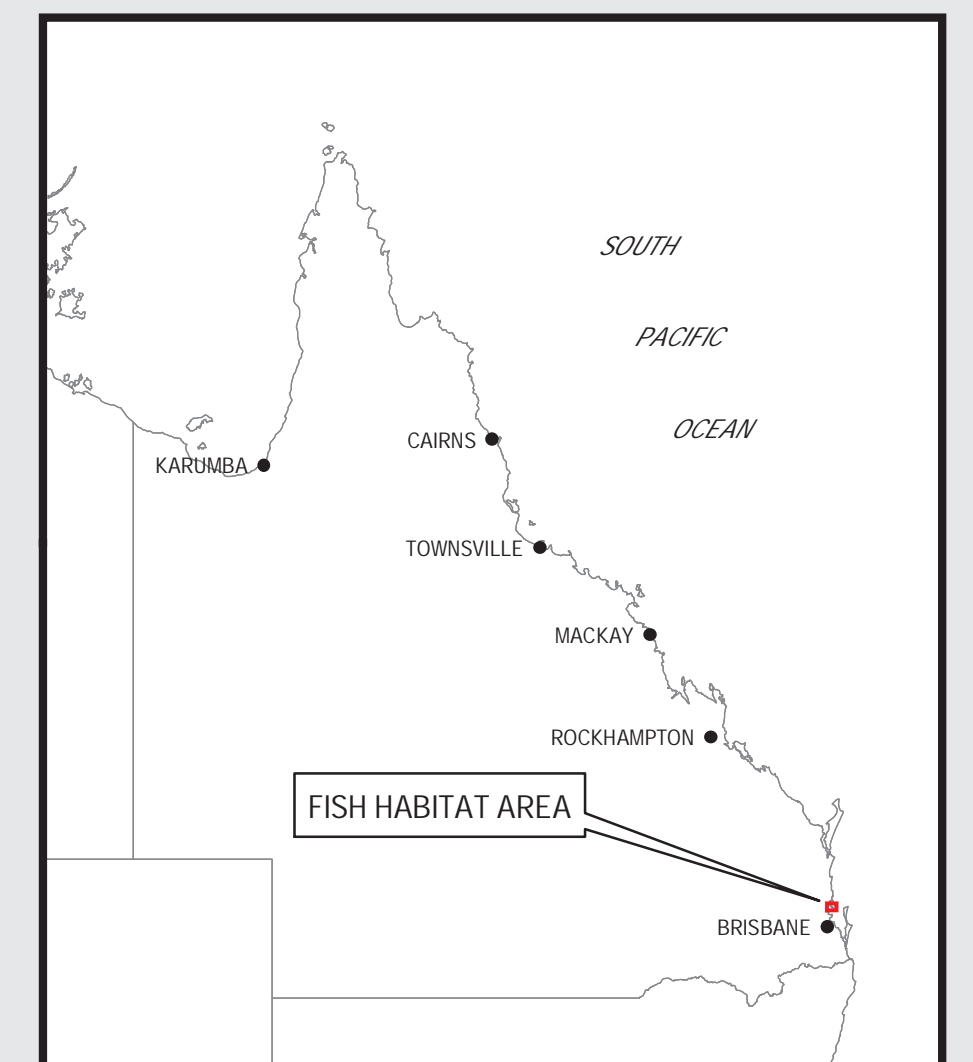 SOUTH
PACIFIC
OCEAN
CAIRNS
KARUMBA
TOWNSVILLE
MACKAY
ROCKHAMPTON
FISH HABITAT AREA
BRISBANE